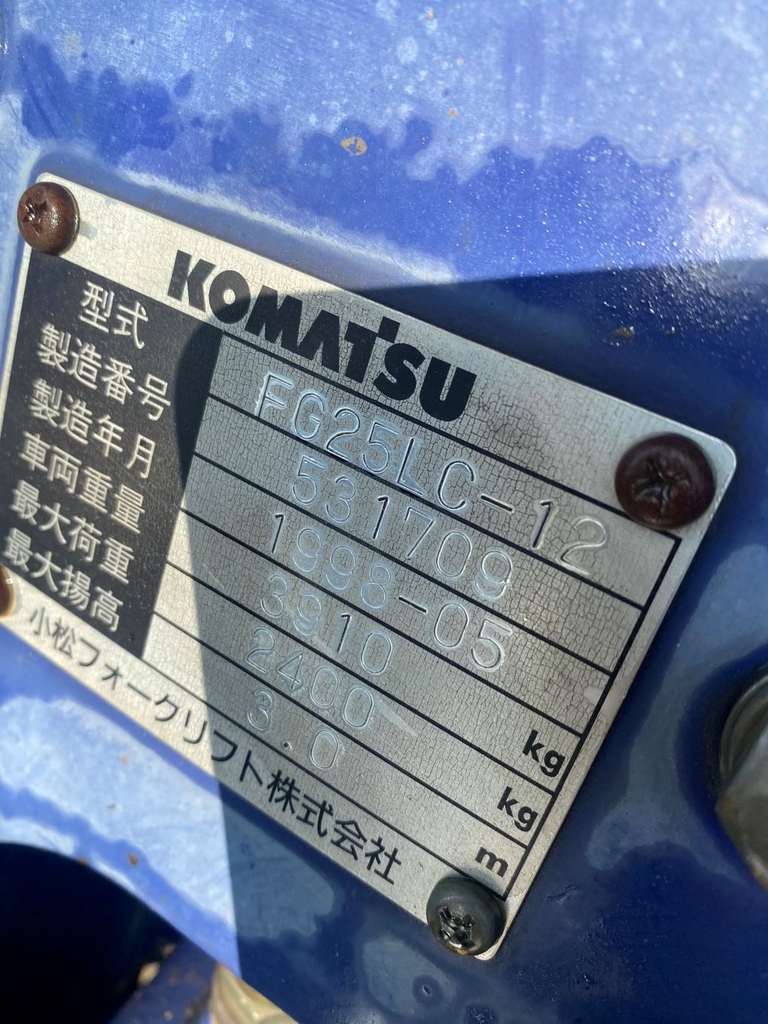 KOMATSU
型式 FG25LC-12
製造番号 531709
製造年月 1998-05
車両重量 3910 kg
最大荷重 2400 kg
最大揚高 3.0 m
小松フォークリフト株式会社